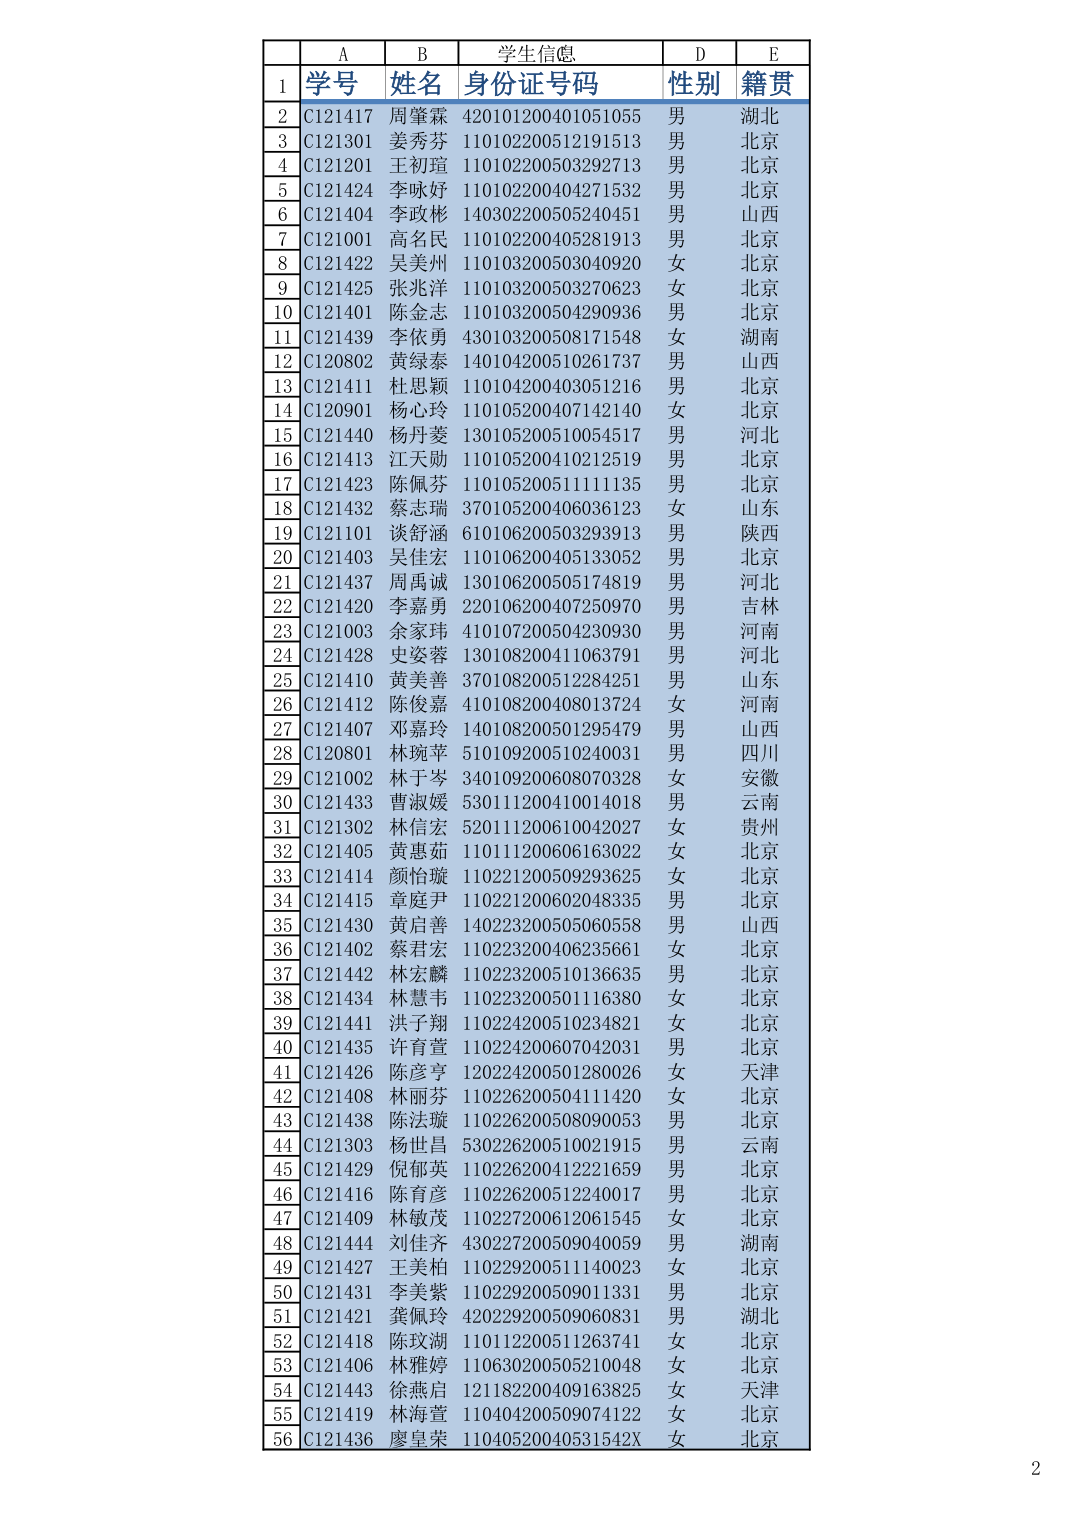 A B 学生信息C D E
1 学号 姓名 身份证号码 性别 籍贯
2 C121417 周肇霖 420101200401051055 男 湖北
3 C121301 姜秀芬 110102200512191513 男 北京
4 C121201 王初瑄 110102200503292713 男 北京
5 C121424 李咏妤 110102200404271532 男 北京
6 C121404 李政彬 140302200505240451 男 山西
7 C121001 高名民 110102200405281913 男 北京
8 C121422 吴美州 110103200503040920 女 北京
9 C121425 张兆洋 110103200503270623 女 北京
10 C121401 陈金志 110103200504290936 男 北京
11 C121439 李依勇 430103200508171548 女 湖南
12 C120802 黄绿泰 140104200510261737 男 山西
13 C121411 杜思颖 110104200403051216 男 北京
14 C120901 杨心玲 110105200407142140 女 北京
15 C121440 杨丹菱 130105200510054517 男 河北
16 C121413 江天勋 110105200410212519 男 北京
17 C121423 陈佩芬 110105200511111135 男 北京
18 C121432 蔡志瑞 370105200406036123 女 山东
19 C121101 谈舒涵 610106200503293913 男 陕西
20 C121403 吴佳宏 110106200405133052 男 北京
21 C121437 周禹诚 130106200505174819 男 河北
22 C121420 李嘉勇 220106200407250970 男 吉林
23 C121003 余家玮 410107200504230930 男 河南
24 C121428 史姿蓉 130108200411063791 男 河北
25 C121410 黄美善 370108200512284251 男 山东
26 C121412 陈俊嘉 410108200408013724 女 河南
27 C121407 邓嘉玲 140108200501295479 男 山西
28 C120801 林琬苹 510109200510240031 男 四川
29 C121002 林于岑 340109200608070328 女 安徽
30 C121433 曹淑媛 530111200410014018 男 云南
31 C121302 林信宏 520111200610042027 女 贵州
32 C121405 黄惠茹 110111200606163022 女 北京
33 C121414 颜怡璇 110221200509293625 女 北京
34 C121415 章庭尹 110221200602048335 男 北京
35 C121430 黄启善 140223200505060558 男 山西
36 C121402 蔡君宏 110223200406235661 女 北京
37 C121442 林宏麟 110223200510136635 男 北京
38 C121434 林慧韦 110223200501116380 女 北京
39 C121441 洪子翔 110224200510234821 女 北京
40 C121435 许育萱 110224200607042031 男 北京
41 C121426 陈彦亨 120224200501280026 女 天津
42 C121408 林丽芬 110226200504111420 女 北京
43 C121438 陈法璇 110226200508090053 男 北京
44 C121303 杨世昌 530226200510021915 男 云南
45 C121429 倪郁英 110226200412221659 男 北京
46 C121416 陈育彦 110226200512240017 男 北京
47 C121409 林敏茂 110227200612061545 女 北京
48 C121444 刘佳齐 430227200509040059 男 湖南
49 C121427 王美柏 110229200511140023 女 北京
50 C121431 李美紫 110229200509011331 男 北京
51 C121421 龚佩玲 420229200509060831 男 湖北
52 C121418 陈玟湖 110112200511263741 女 北京
53 C121406 林雅婷 110630200505210048 女 北京
54 C121443 徐燕启 121182200409163825 女 天津
55 C121419 林海萱 110404200509074122 女 北京
56 C121436 廖皇荣 11040520040531542X 女 北京
2